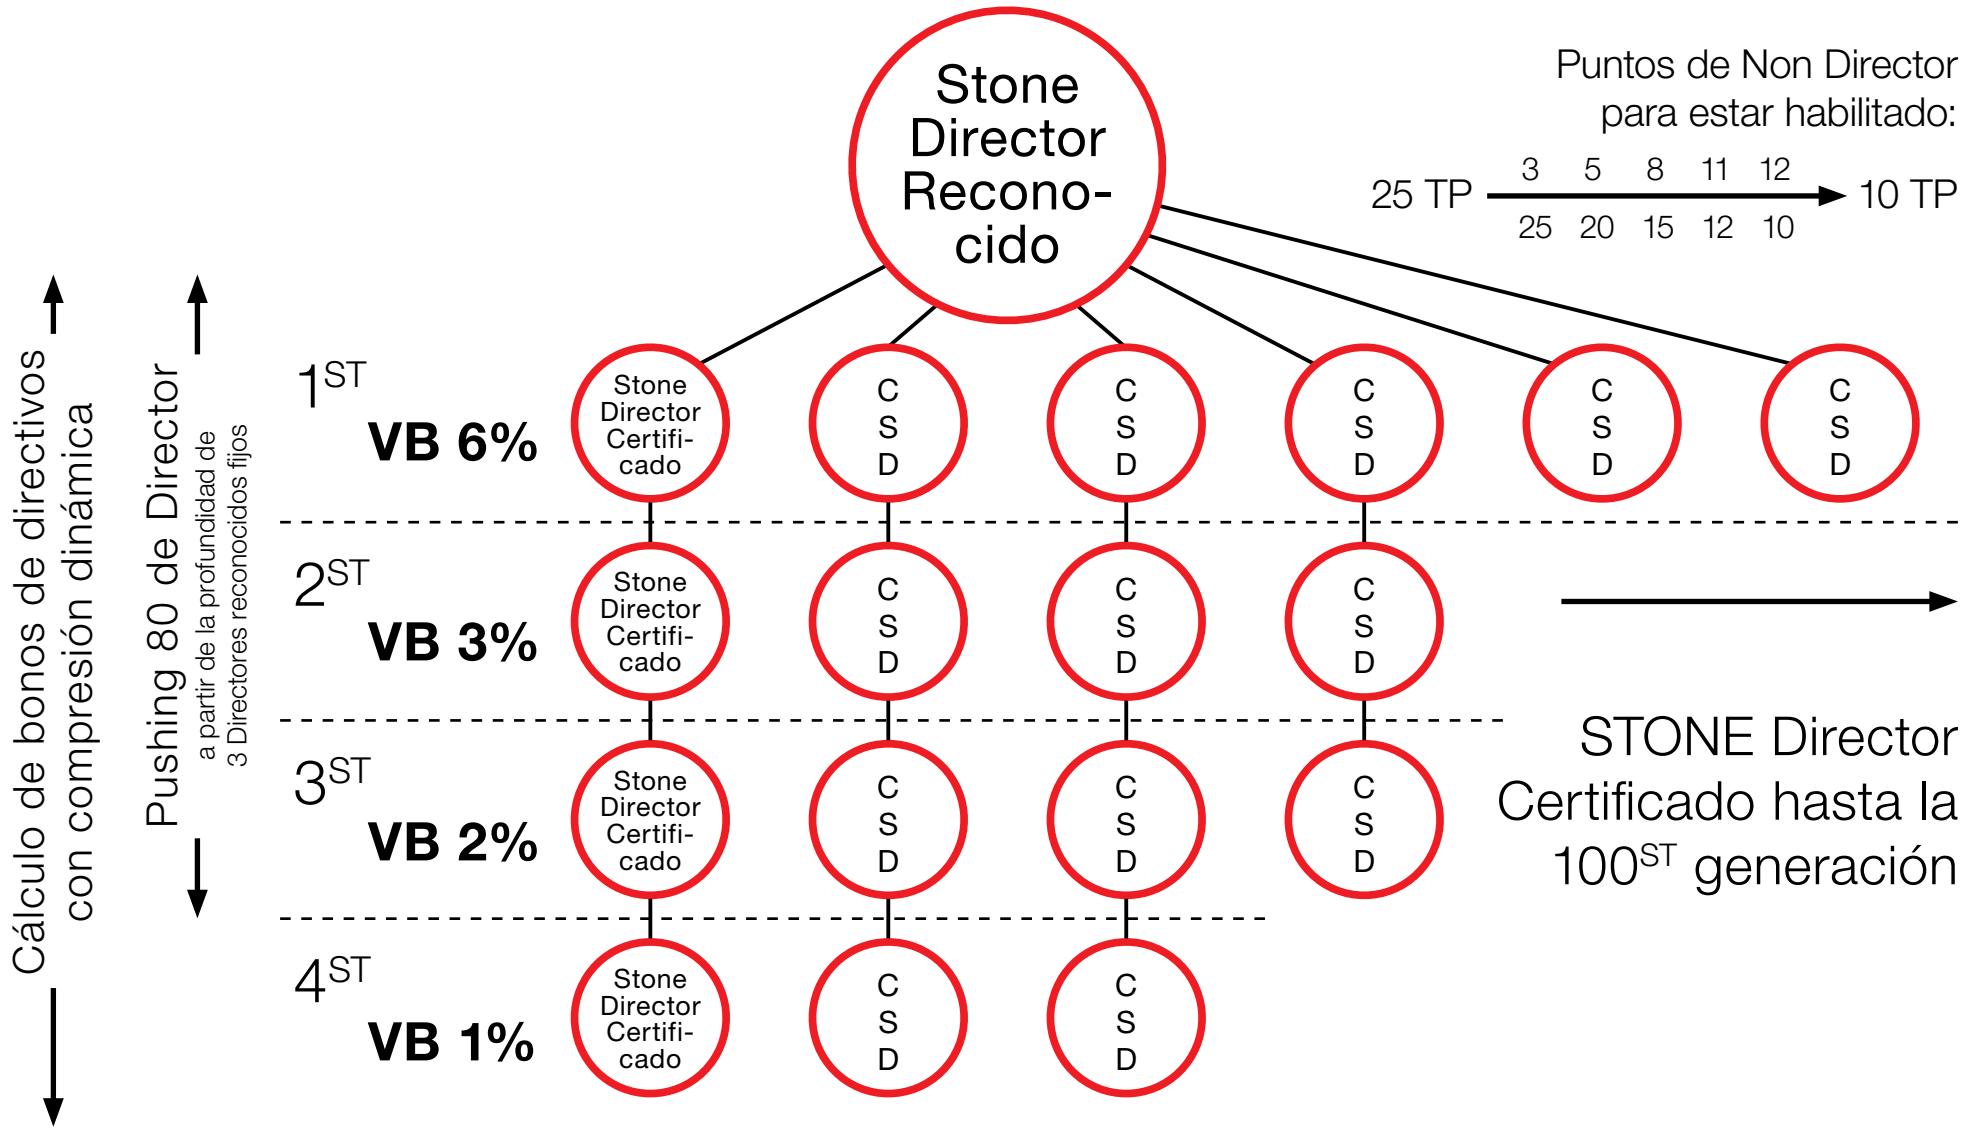 Stone
Director
Recono-
cido
Puntos de Non Director
para estar habilitado:
3 5 8 11 12
25 TP 10 TP
25 20 15 12 10
Cálculo de bonos de directivos
con compresión dinámica
Pushing 80 de Director
a partir de la profundidad de
3 Directores reconocidos fijos
1ST
VB 6%
Stone
Director
Certifi-
cado
C
S
D
C
S
D
C
S
D
C
S
D
C
S
D
2ST
VB 3%
Stone
Director
Certifi-
cado
C
S
D
C
S
D
C
S
D
3ST
VB 2%
Stone
Director
Certifi-
cado
C
S
D
C
S
D
C
S
D
STONE Director
Certificado hasta la
100ST generación
4ST
VB 1%
Stone
Director
Certifi-
cado
C
S
D
C
S
D